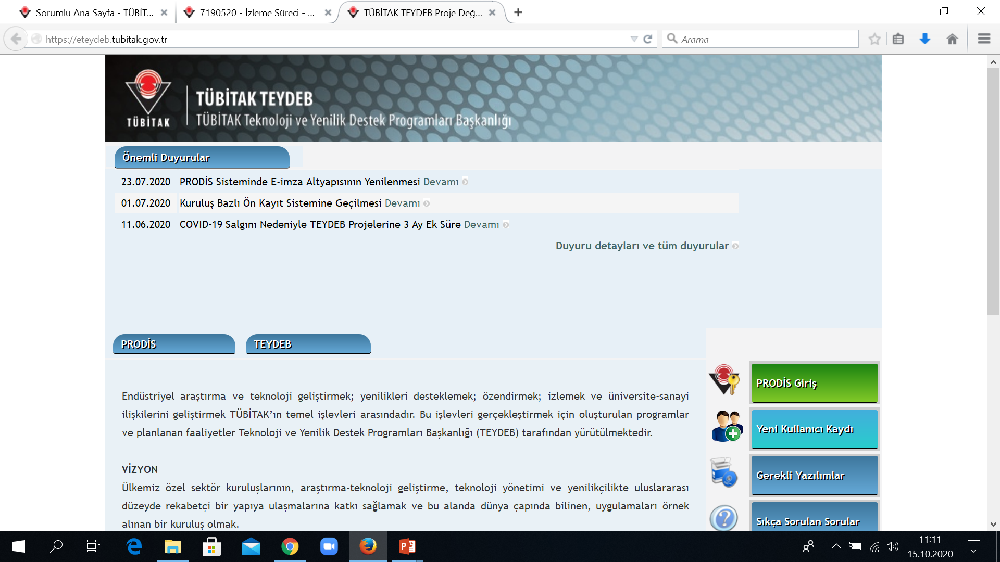 Sorumlu Ana Sayfa - TÜBİT...
7190520 - İzleme Süreci - ...
TÜBİTAK TEYDEB Proje Değ...
https://eteydeb.tubitak.gov.tr
Arama
TÜBİTAK
TÜBİTAK TEYDEB
TÜBİTAK Teknoloji ve Yenilik Destek Programları Başkanlığı
Önemli Duyurular
23.07.2020 PRODİS Sisteminde E-imza Altyapısının Yenilenmesi Devamı
01.07.2020 Kuruluş Bazlı Ön Kayıt Sistemine Geçilmesi Devamı
11.06.2020 COVID-19 Salgını Nedeniyle TEYDEB Projelerine 3 Ay Ek Süre Devamı
Duyuru detayları ve tüm duyurular
PRODİS
TEYDEB
Endüstriyel araştırma ve teknoloji geliştirmek; yenilikleri desteklemek; özendirmek; izlemek ve üniversite-sanayi
ilişkilerini geliştirmek TÜBİTAK’ın temel işlevleri arasındadır. Bu işlevleri gerçekleştirmek için oluşturulan programlar
ve planlanan faaliyetler Teknoloji ve Yenilik Destek Programları Başkanlığı (TEYDEB) tarafından yürütülmektedir.
VİZYON
Ülkemiz özel sektör kuruluşlarının, araştırma-teknoloji geliştirme, teknoloji yönetimi ve yenilikçilikte uluslararası
düzeyde rekabetçi bir yapıya ulaşmalarına katkı sağlamak ve bu alanda dünya çapında bilinen, uygulamaları örnek
alınan bir kuruluş olmak.
PRODİS Giriş
Yeni Kullanıcı Kaydı
Gerekli Yazılımlar
Sıkça Sorulan Sorular
11:11
15.10.2020